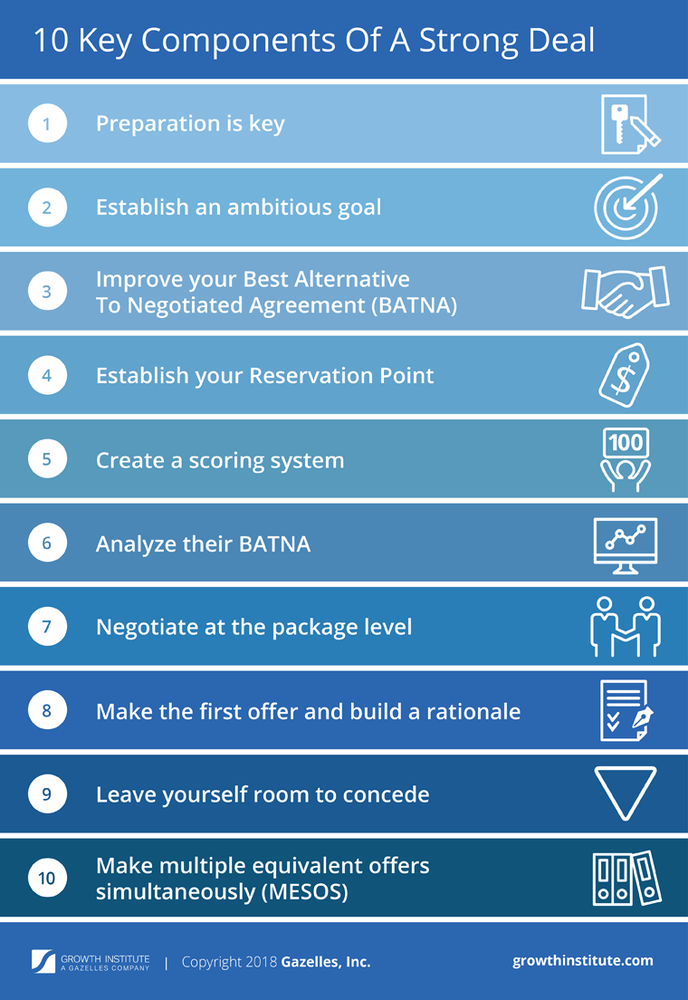 10 Key Components Of A Strong Deal
1 Preparation is key
2 Establish an ambitious goal
3 Improve your Best Alternative
To Negotiated Agreement (BATNA)
4 Establish your Reservation Point
$
5 Create a scoring system
100
6 Analyze their BATNA
7 Negotiate at the package level
8 Make the first offer and build a rationale
9 Leave yourself room to concede
10 Make multiple equivalent offers
simultaneously (MESOS)
GROWTH INSTITUTE
A GAZELLES COMPANY
| Copyright 2018 Gazelles, Inc.
growthinstitute.com